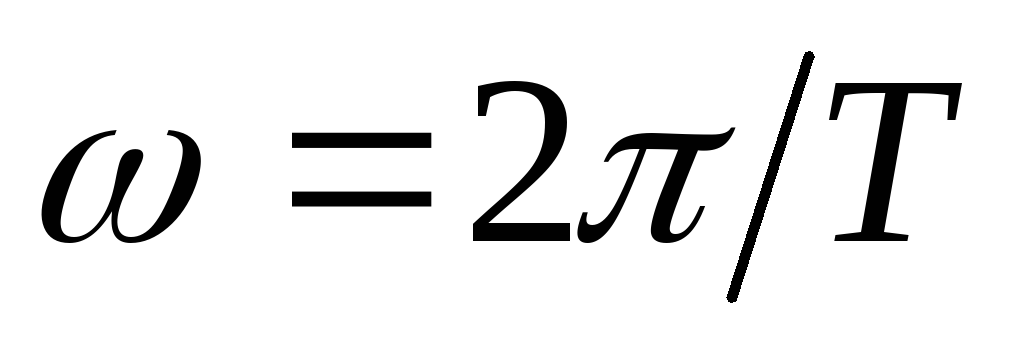 ω = 2π/T